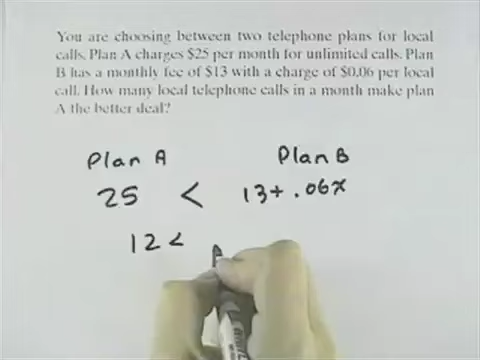 You are choosing between two telephone plans for local
calls. Plan A charges $25 per month for unlimited calls. Plan
B has a monthly fee of $13 with a charge of $0.06 per local
call. How many local telephone calls in a month make plan
A the better deal?
Plan A Plan B
25 < 13 + .06x
12 <